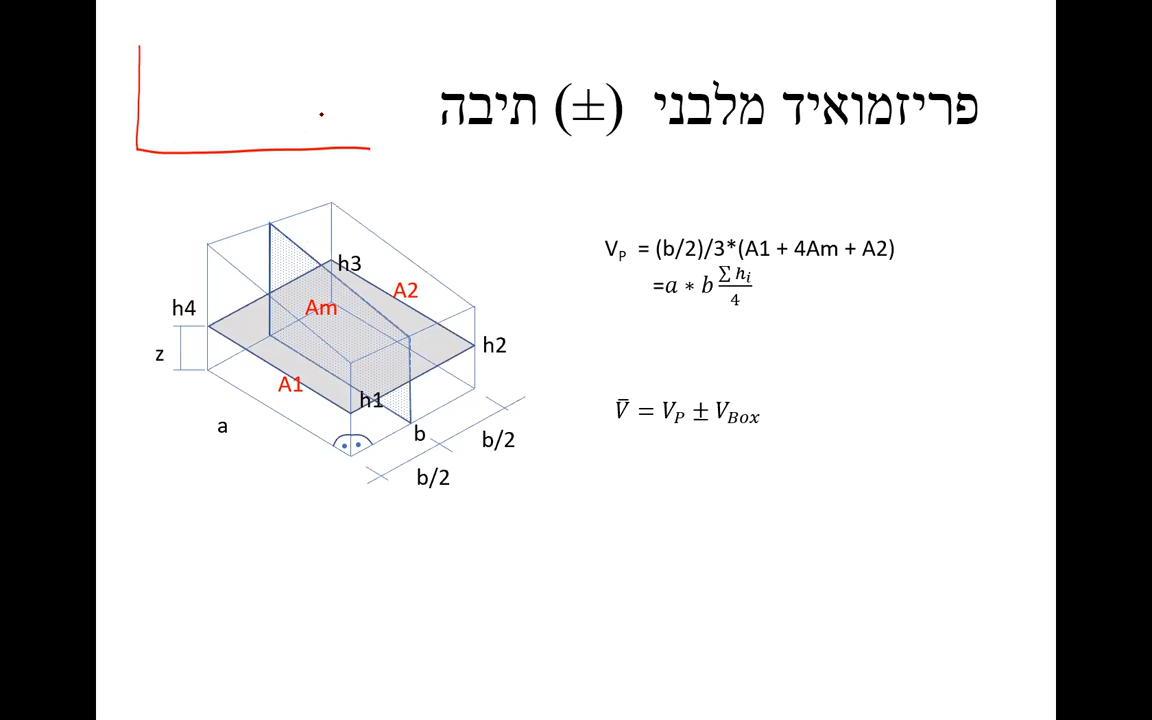 פריזמואיד מלבני (±) תיבה
V_P = (b/2)/3*(A1 + 4Am + A2)
=a ∗ b (∑ h_i)/4
V̄ = V_P ± V_Box
h3
A2
Am
h4
h2
z
A1
h1
a
b
b/2
b/2